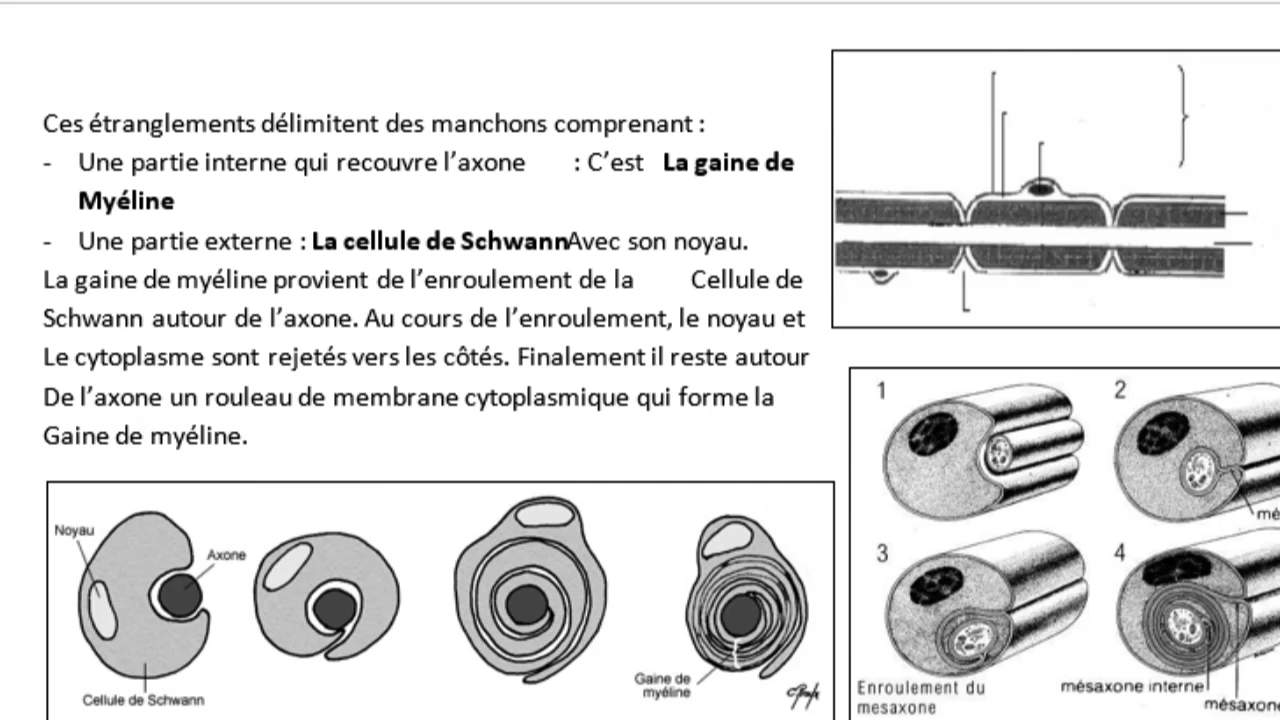 Ces étranglements délimitent des manchons comprenant :
- Une partie interne qui recouvre l’axone : C’est La gaine de
Myéline
- Une partie externe : La cellule de SchwannAvec son noyau.
La gaine de myéline provient de l’enroulement de la Cellule de
Schwann autour de l’axone. Au cours de l’enroulement, le noyau et
Le cytoplasme sont rejetés vers les côtés. Finalement il reste autour
De l’axone un rouleau de membrane cytoplasmique qui forme la
Gaine de myéline.
Noyau
Axone
Cellule de Schwann
Gaine de
myéline
1
2
mé
3
4
Enroulement du
mesaxone
mésaxone interne
mésaxon